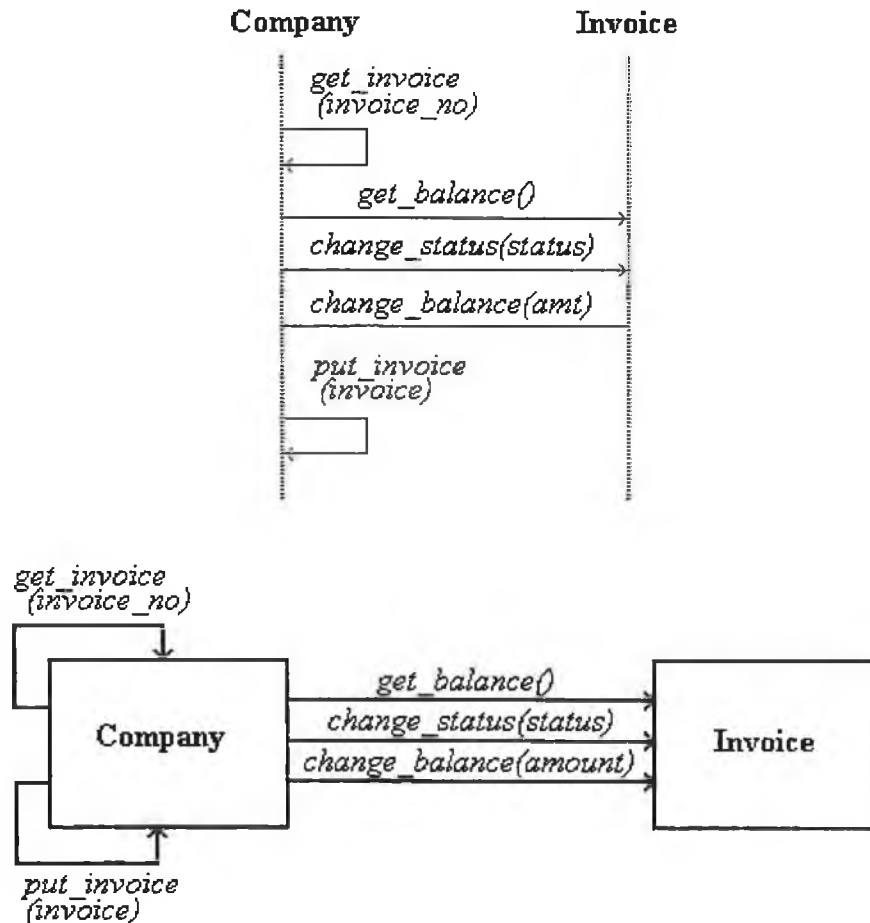 Company Invoice
get_invoice
(invoice_no)
get_balance()
change_status(status)
change_balance(amt)
put_invoice
(invoice)
get_invoice
(invoice_no)
get_balance()
change_status(status)
Company
Invoice
change_balance(amount)
put_invoice
(invoice)